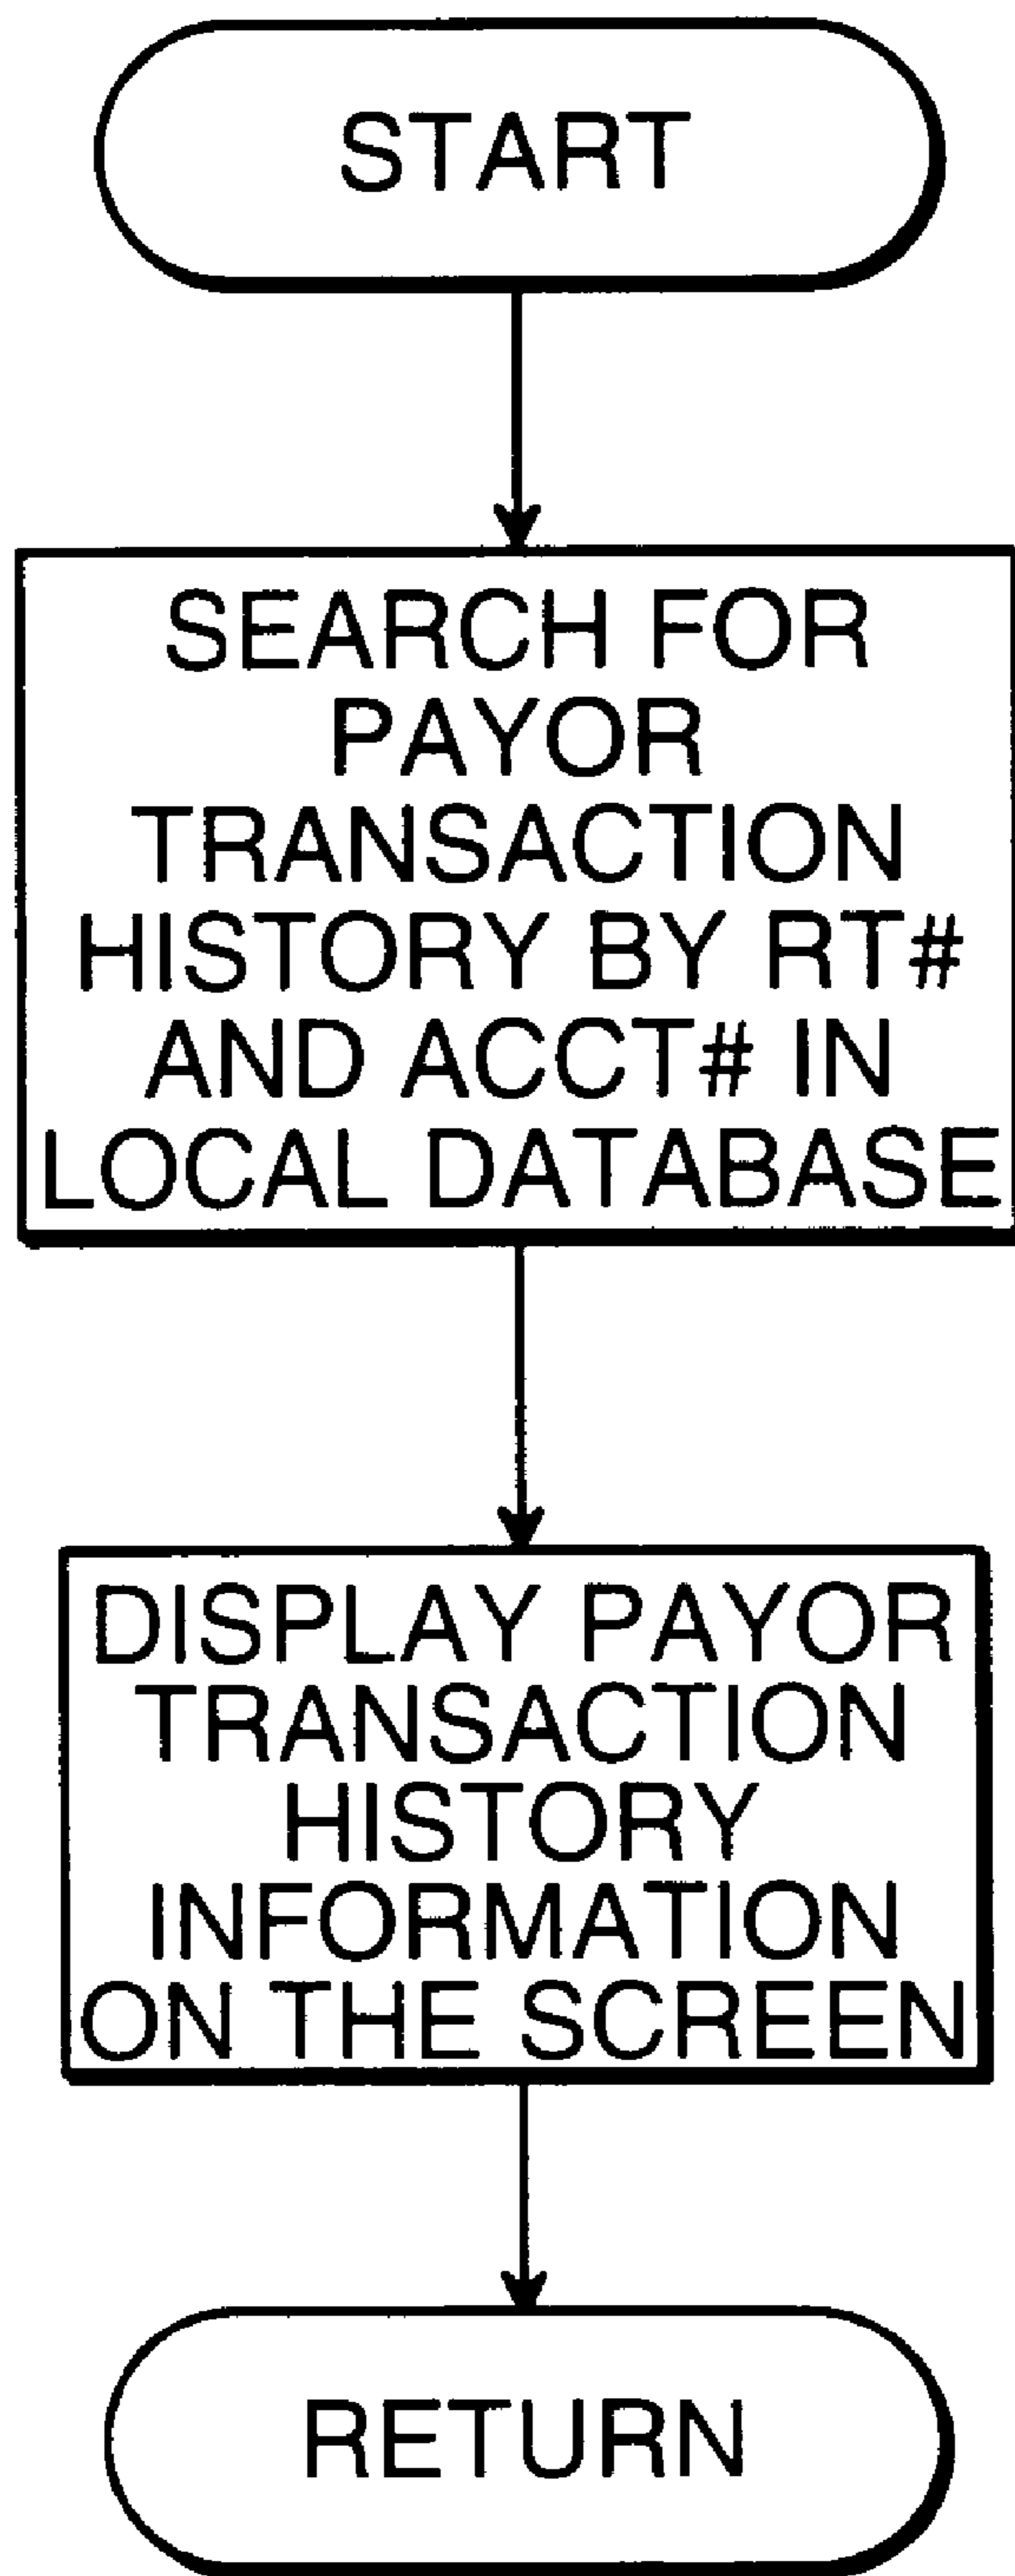 START
SEARCH FOR
PAYOR
TRANSACTION
HISTORY BY RT#
AND ACCT# IN
LOCAL DATABASE
DISPLAY PAYOR
TRANSACTION
HISTORY
INFORMATION
ON THE SCREEN
RETURN